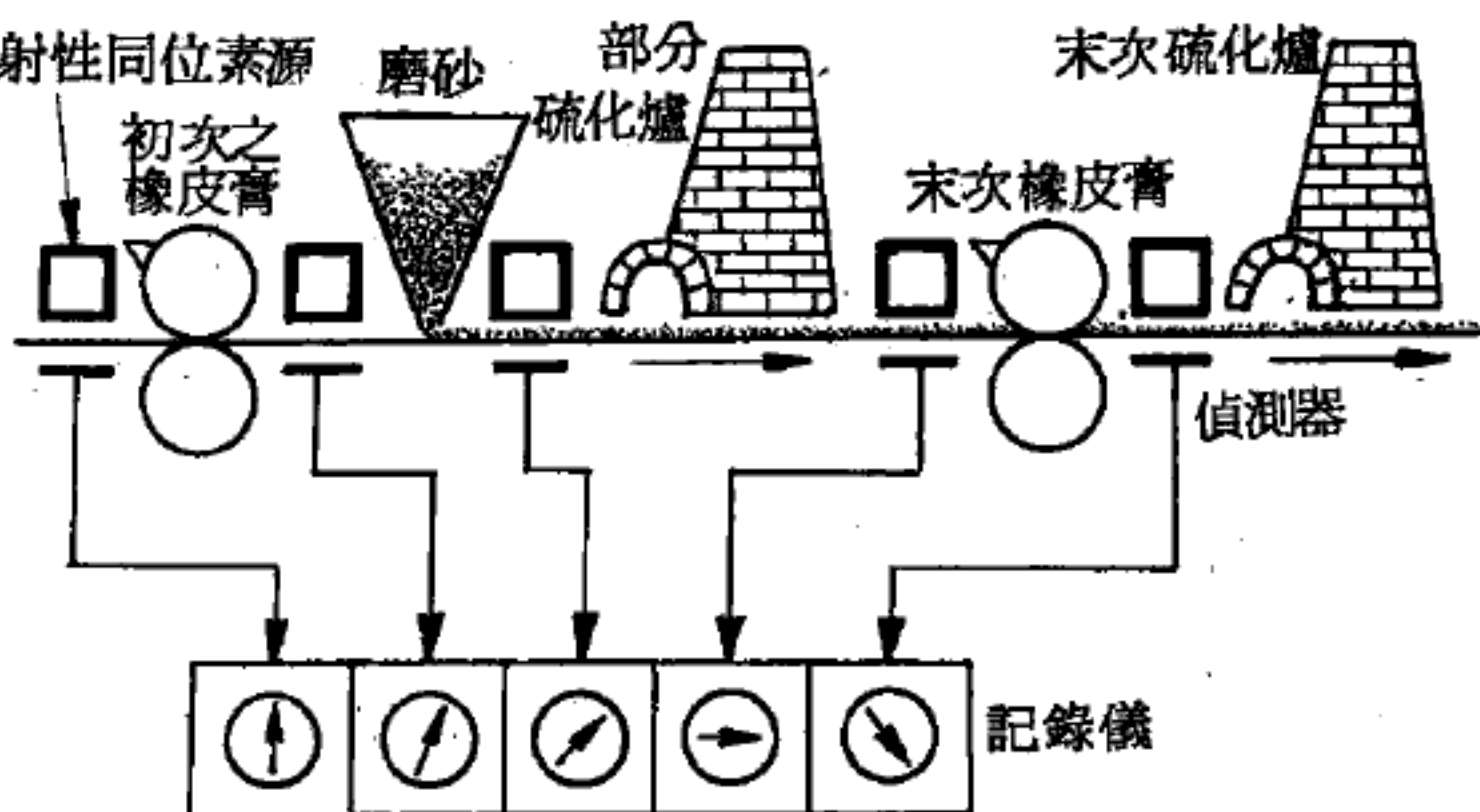 射性同位素源
初次之
橡皮膏
磨砂
部分
硫化爐
末次橡皮膏
末次硫化爐
偵測器
記錄儀